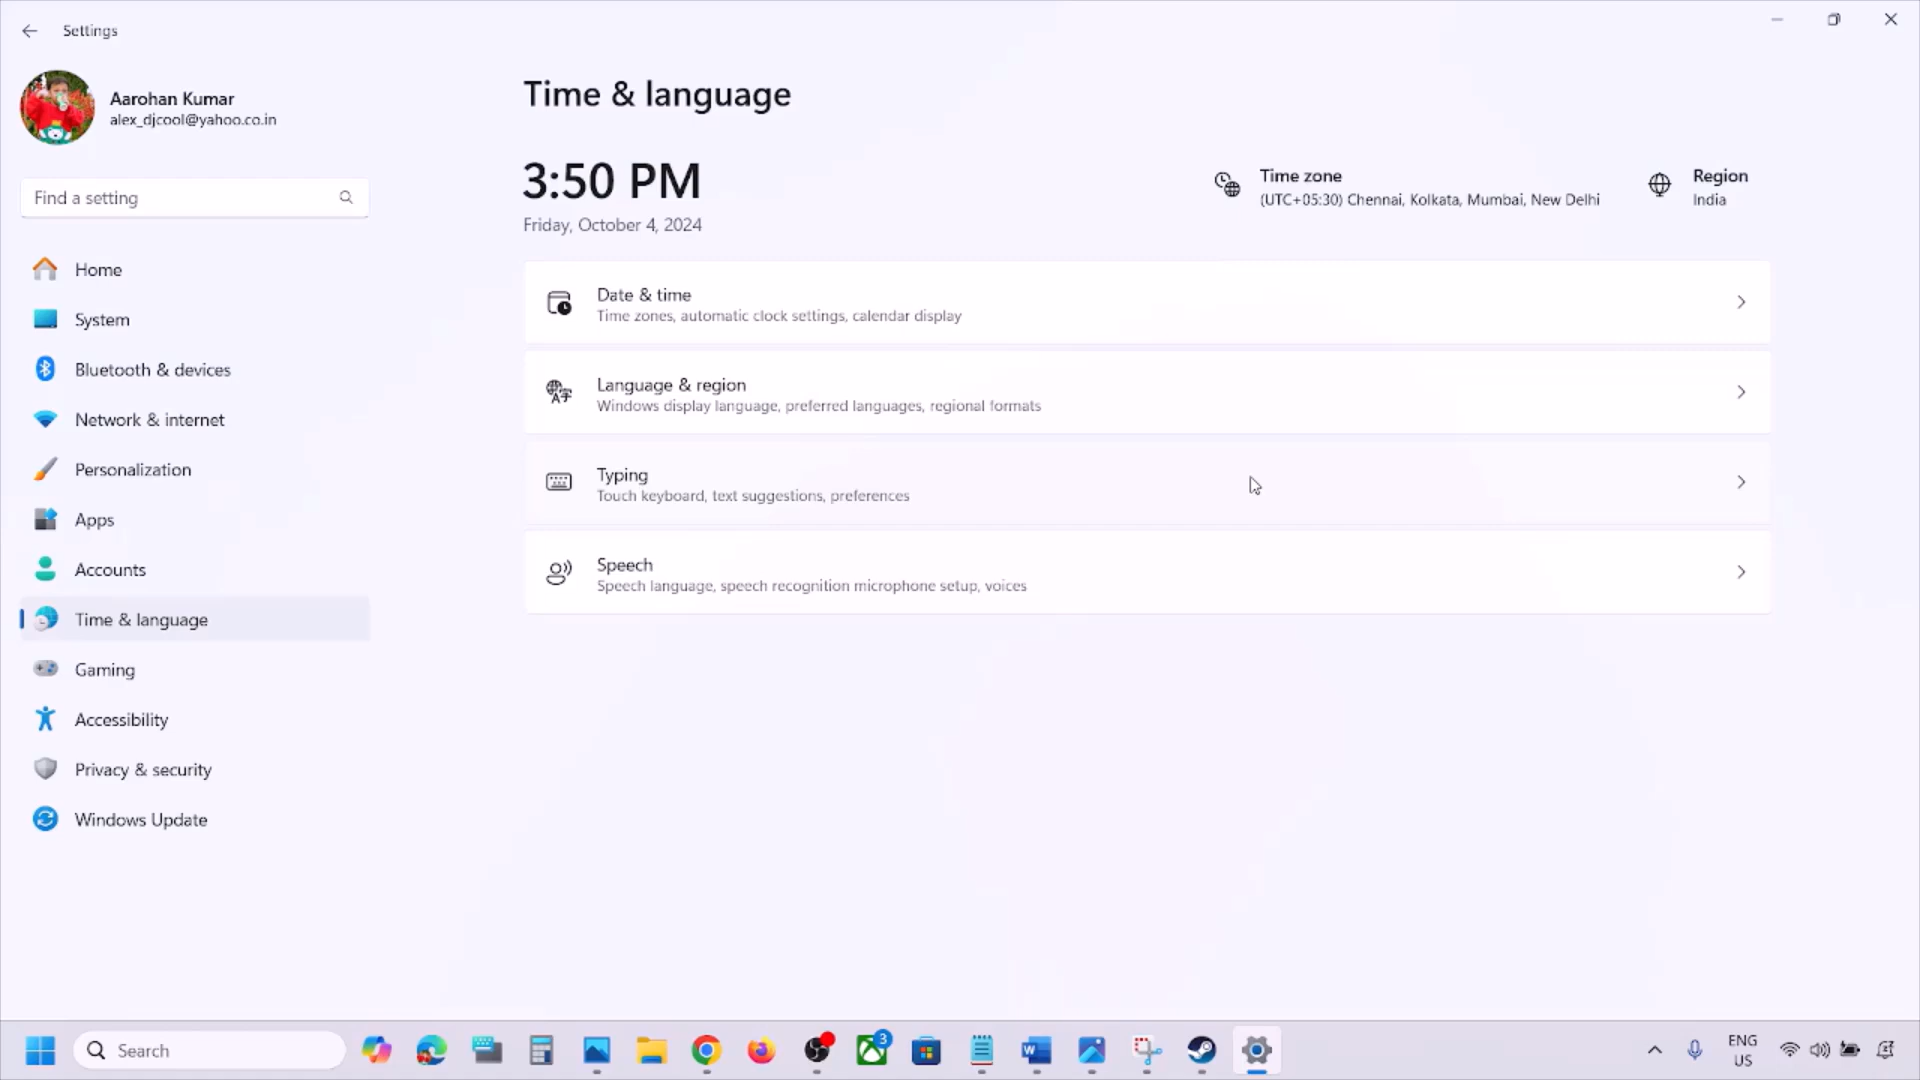 Settings
Aarohan Kumar
alex_djcool@yahoo.co.in
Find a setting
Home
System
Bluetooth & devices
Network & internet
Personalization
Apps
Accounts
Time & language
Gaming
Accessibility
Privacy & security
Windows Update
Time & language
3:50 PM
Friday, October 4, 2024
Time zone
(UTC+05:30) Chennai, Kolkata, Mumbai, New Delhi
Region
India
Date & time
Time zones, automatic clock settings, calendar display
Language & region
Windows display language, preferred languages, regional formats
Typing
Touch keyboard, text suggestions, preferences
Speech
Speech language, speech recognition microphone setup, voices
Search
3
ENG
US